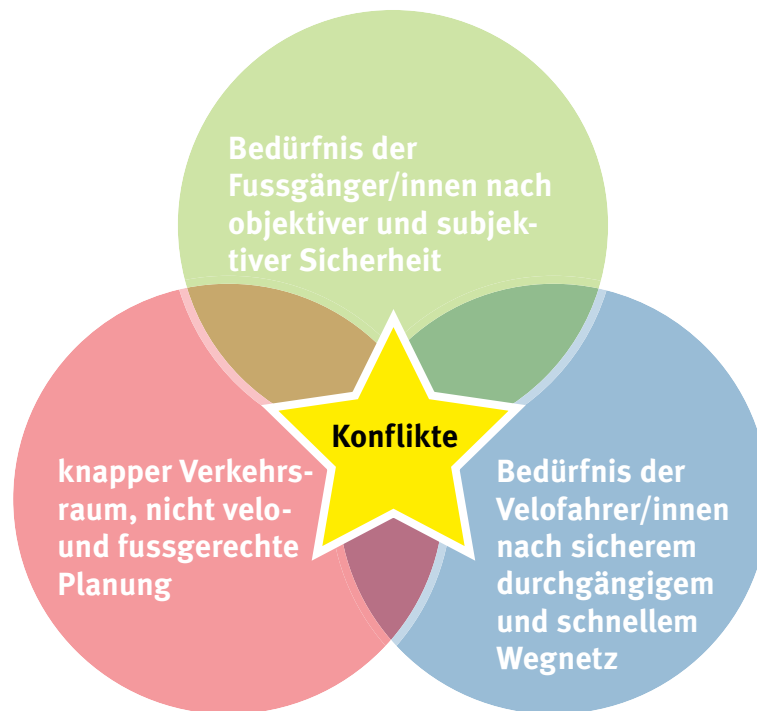 Bedürfnis der
Fussgänger/innen nach
objektiver und subjek-
tiver Sicherheit
Konflikte
knapper Verkehrs-
raum, nicht velo-
und fussgerechte
Planung
Bedürfnis der
Velofahrer/innen
nach sicherem
durchgängigem
und schnellem
Wegnetz